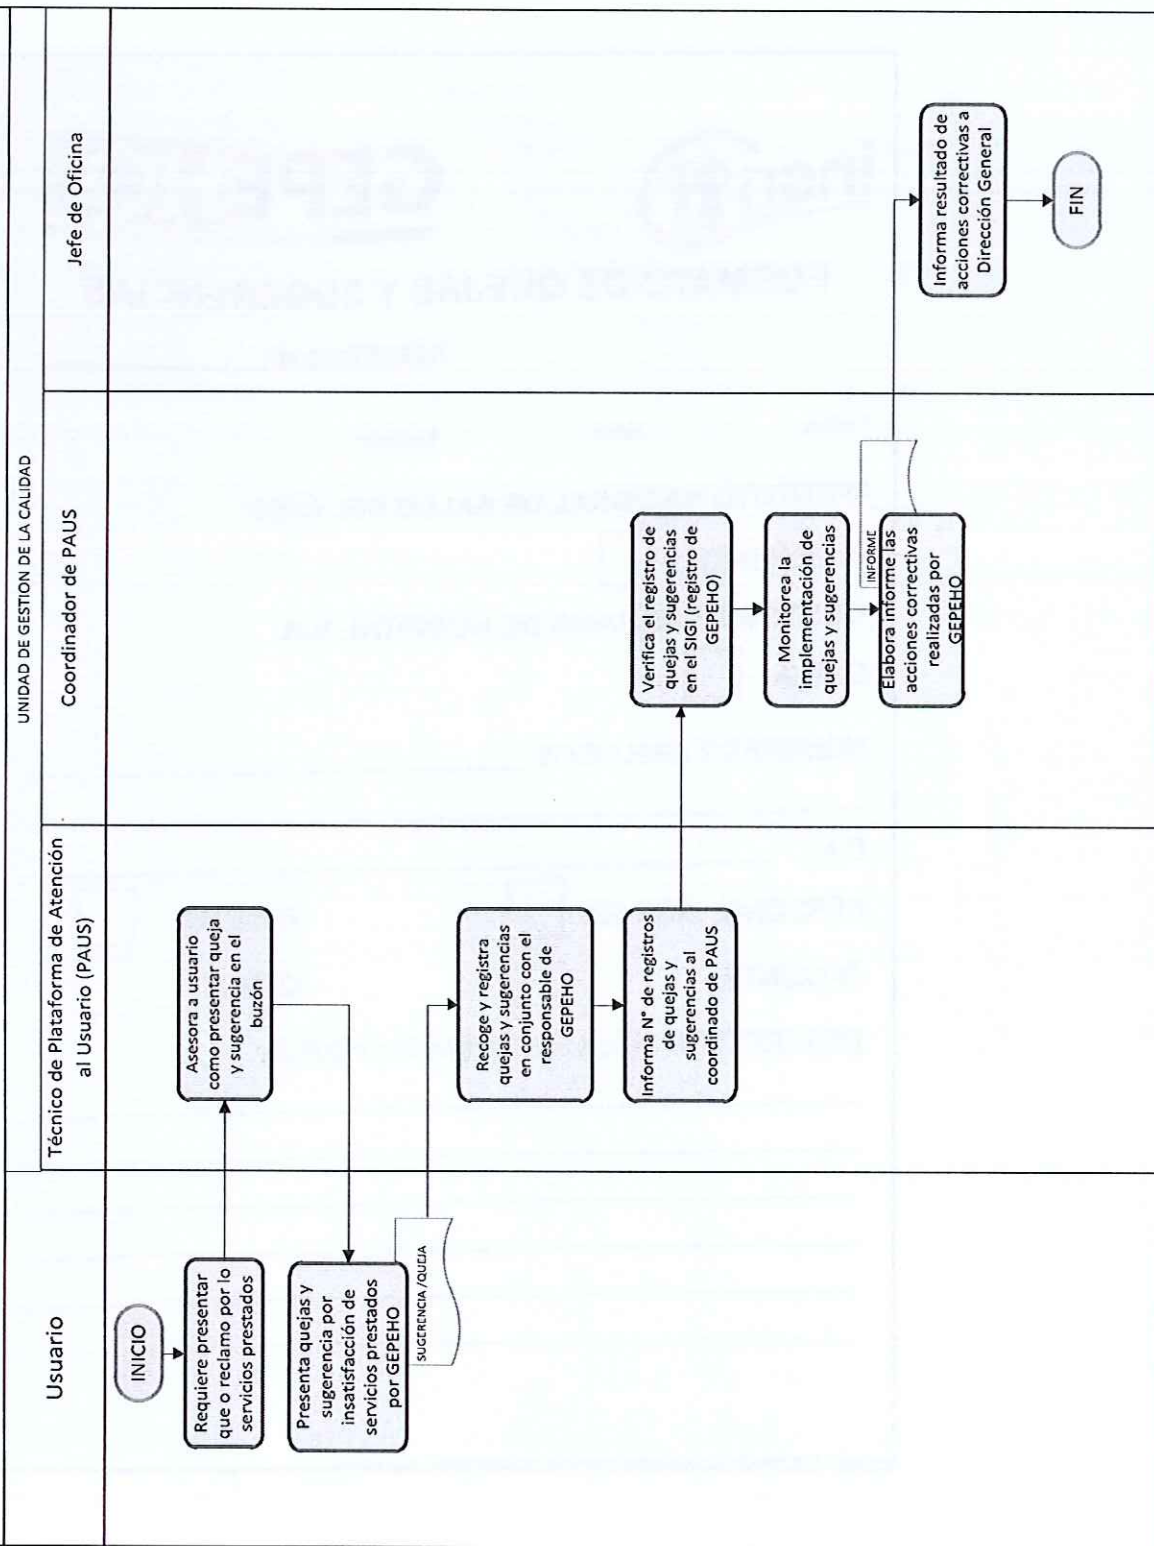 UNIDAD DE GESTION DE LA CALIDAD
Usuario
Técnico de Plataforma de Atención
al Usuario (PAUS)
Coordinador de PAUS
Jefe de Oficina
INICIO
Requiere presentar
que o reclamo por lo
servicios prestados
Asesora a usuario
como presentar queja
y sugerencia en el
buzón
Presenta quejas y
sugerencia por
insatisfacción de
servicios prestados
por GEPEHO
SUGERENCIA /QUEJA
Recoge y registra
quejas y sugerencias
en conjunto con el
responsable de
GEPEHO
Informa N° de registros
de quejas y
sugerencias al
coordinado de PAUS
Verifica el registro de
quejas y sugerencias
en el SIGI (registro de
GEPEHO)
Monitorea la
implementación de
quejas y sugerencias
INFORME
Elabora informe las
acciones correctivas
realizadas por
GEPEHO
Informa resultado de
acciones correctivas a
Dirección General
FIN